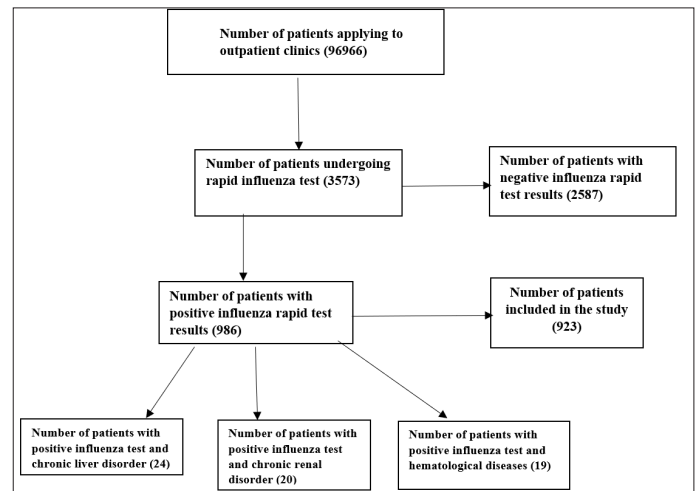 Number of patients applying to
outpatient clinics (96966)
Number of patients undergoing
rapid influenza test (3573)
Number of patients with
negative influenza rapid
test results (2587)
Number of patients with
positive influenza rapid test
results (986)
Number of patients
included in the study
(923)
Number of patients with
positive influenza test and
chronic liver disorder (24)
Number of patients with
positive influenza test
and chronic renal
disorder (20)
Number of patients with
positive influenza test and
hematological diseases (19)